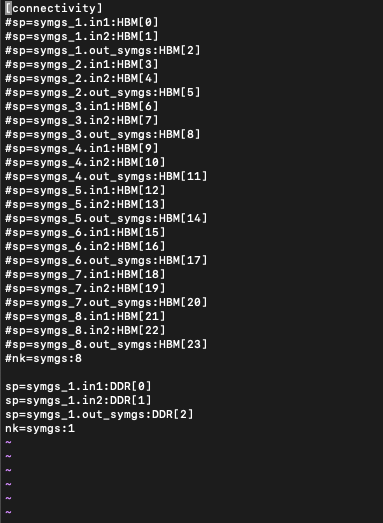 [connectivity]
#sp=symgs_1.in1:HBM[0]
#sp=symgs_1.in2:HBM[1]
#sp=symgs_1.out_symgs:HBM[2]
#sp=symgs_2.in1:HBM[3]
#sp=symgs_2.in2:HBM[4]
#sp=symgs_2.out_symgs:HBM[5]
#sp=symgs_3.in1:HBM[6]
#sp=symgs_3.in2:HBM[7]
#sp=symgs_3.out_symgs:HBM[8]
#sp=symgs_4.in1:HBM[9]
#sp=symgs_4.in2:HBM[10]
#sp=symgs_4.out_symgs:HBM[11]
#sp=symgs_5.in1:HBM[12]
#sp=symgs_5.in2:HBM[13]
#sp=symgs_5.out_symgs:HBM[14]
#sp=symgs_6.in1:HBM[15]
#sp=symgs_6.in2:HBM[16]
#sp=symgs_6.out_symgs:HBM[17]
#sp=symgs_7.in1:HBM[18]
#sp=symgs_7.in2:HBM[19]
#sp=symgs_7.out_symgs:HBM[20]
#sp=symgs_8.in1:HBM[21]
#sp=symgs_8.in2:HBM[22]
#sp=symgs_8.out_symgs:HBM[23]
#nk=symgs:8

sp=symgs_1.in1:DDR[0]
sp=symgs_1.in2:DDR[1]
sp=symgs_1.out_symgs:DDR[2]
nk=symgs:1
~
~
~
~
~
~